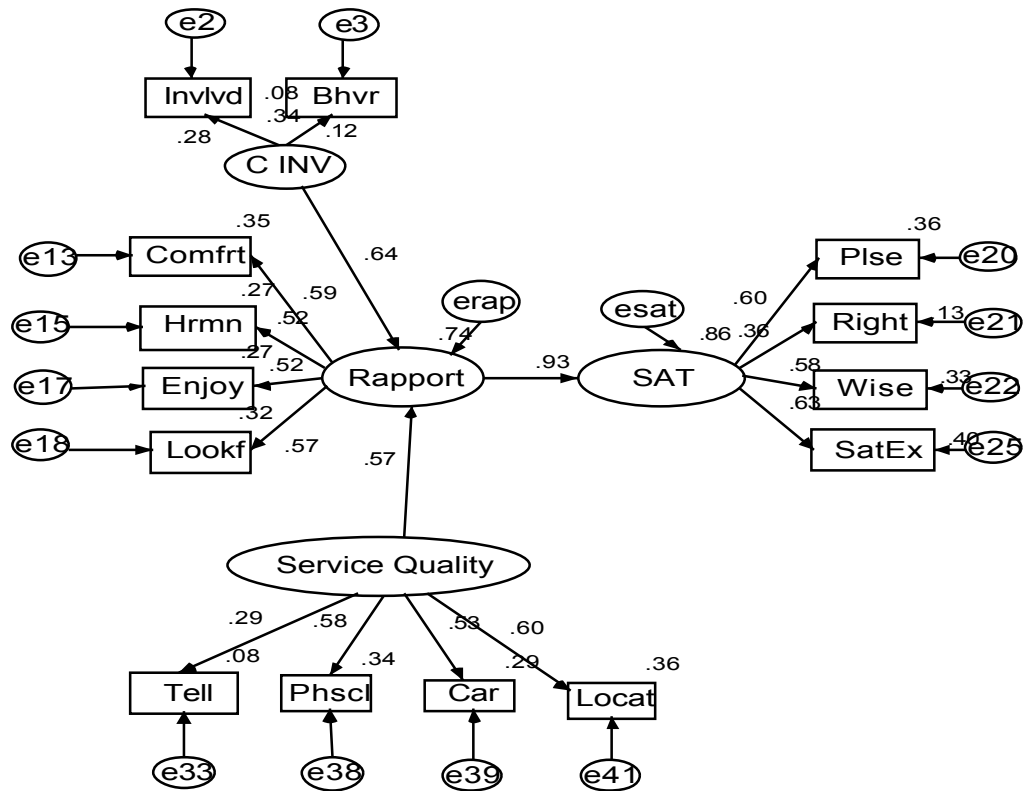 e2
e3
Invlvd
.08
Bhvr
.34
.28
.12
C INV
.35
.36
e13
Comfrt
.64
Plse
e20
.27
.59
erap
esat
.60
e15
Hrmn
.52
.74
.86
.36
Right
.13
e21
.27
.52
.93
.58
e17
Enjoy
Rapport
SAT
Wise
.33
e22
.32
.63
e18
Lookf
.57
.57
SatEx
.40
e25
Service Quality
.29
.58
.53
.60
.08
.34
.29
.36
Tell
Phscl
Car
Locat
e33
e38
e39
e41